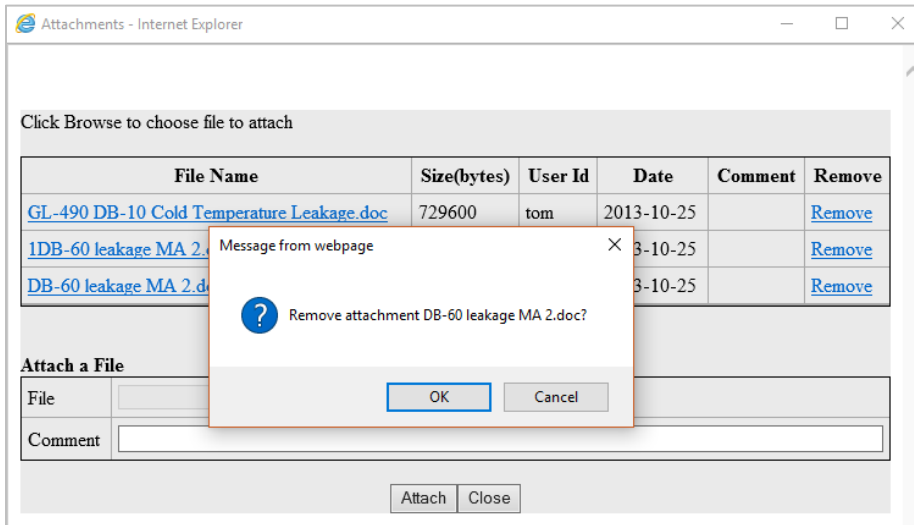 Attachments - Internet Explorer
Click Browse to choose file to attach
File Name Size(bytes) User Id Date Comment Remove
GL-490 DB-10 Cold Temperature Leakage.doc 729600 tom 2013-10-25 Remove
1DB-60 leakage MA 2. 3-10-25 Remove
DB-60 leakage MA 2.d 3-10-25 Remove
Message from webpage
Remove attachment DB-60 leakage MA 2.doc?
OK Cancel
Attach a File
File
Comment
Attach Close